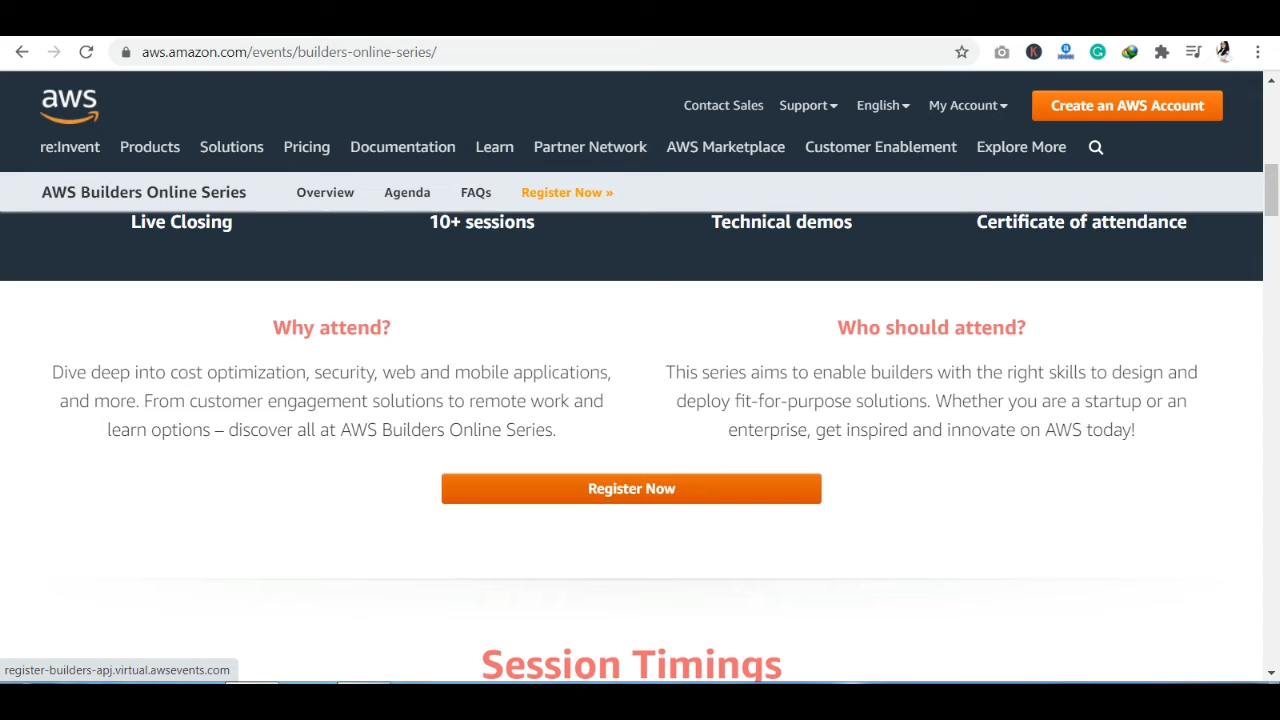 aws.amazon.com/events/builders-online-series/
aws
Contact Sales Support English My Account Create an AWS Account
re:Invent Products Solutions Pricing Documentation Learn Partner Network AWS Marketplace Customer Enablement Explore More
AWS Builders Online Series Overview Agenda FAQs Register Now »
Live Closing 10+ sessions Technical demos Certificate of attendance
Why attend?
Dive deep into cost optimization, security, web and mobile applications,
and more. From customer engagement solutions to remote work and
learn options – discover all at AWS Builders Online Series.
Who should attend?
This series aims to enable builders with the right skills to design and
deploy fit-for-purpose solutions. Whether you are a startup or an
enterprise, get inspired and innovate on AWS today!
Register Now
Session Timings
register-builders-apj.virtual.awsevents.com